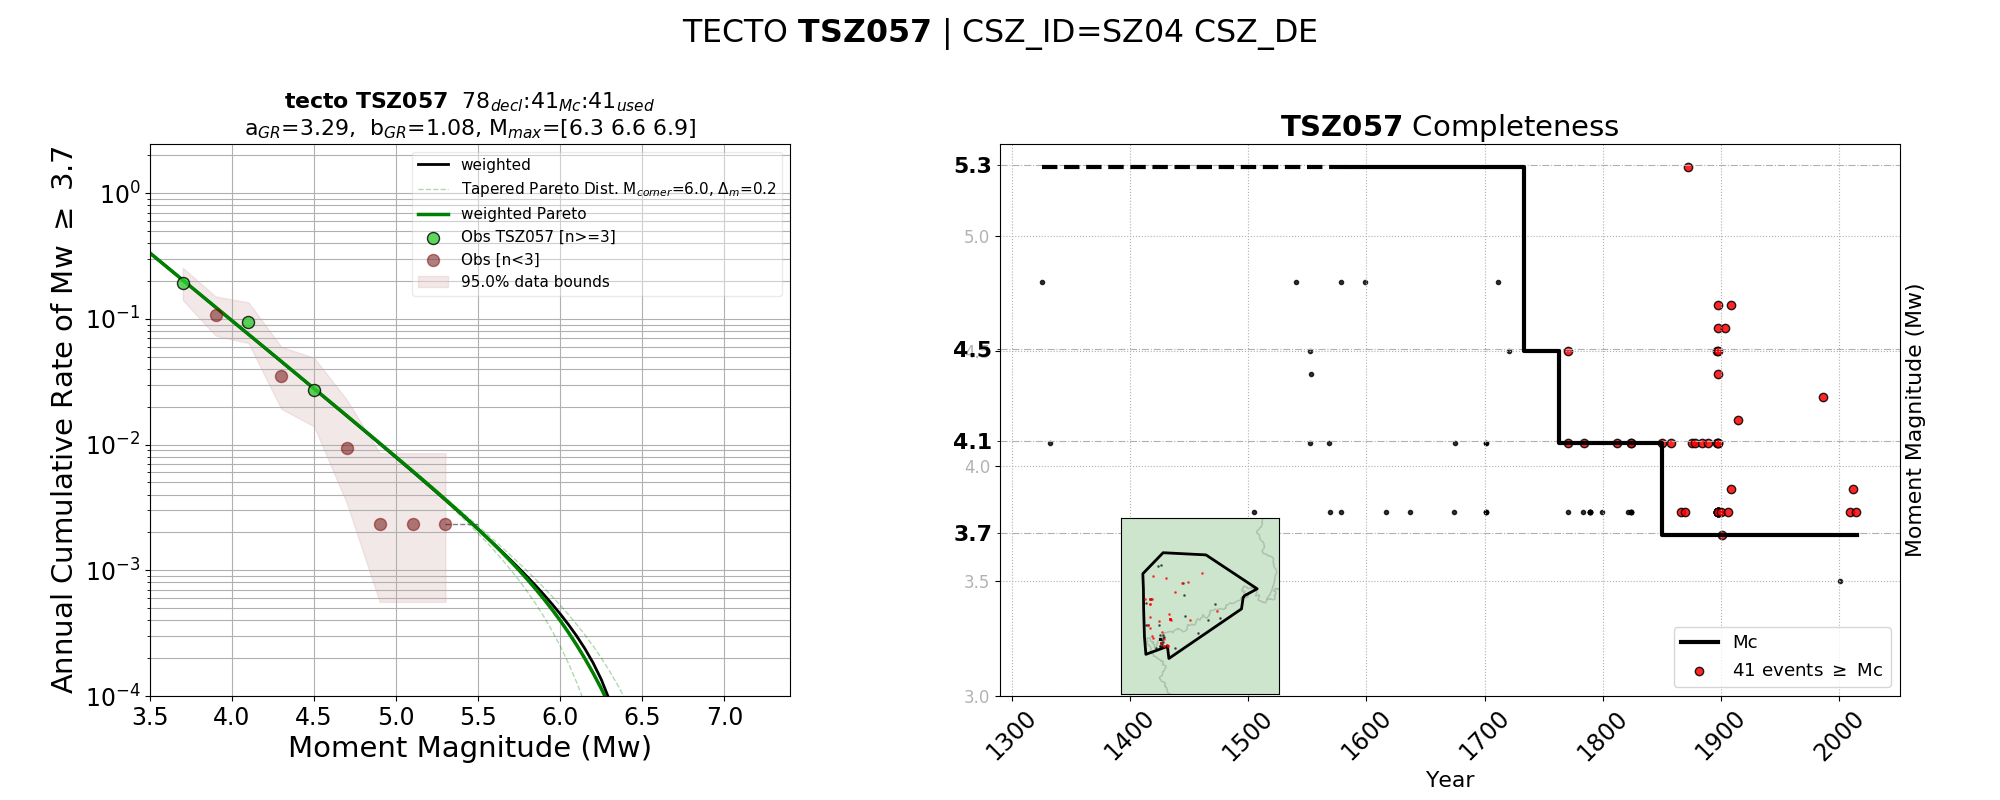 TECTO TSZ057 | CSZ_ID=SZ04 CSZ_DE
tecto TSZ057 78decl:41Mc:41used
aGR=3.29, bGR=1.08, Mmax=[6.3 6.6 6.9]
Annual Cumulative Rate of Mw ≥ 3.7
10^0
10^−1
10^−2
10^−3
10^−4
weighted
Tapered Pareto Dist. Mcorner=6.0, Δm=0.2
weighted Pareto
Obs TSZ057 [n>=3]
Obs [n<3]
95.0% data bounds
3.5 4.0 4.5 5.0 5.5 6.0 6.5 7.0
Moment Magnitude (Mw)
TSZ057 Completeness
5.3
5.0
4.5
4.5
4.1
4.0
3.7
3.5
3.0
Moment Magnitude (Mw)
Mc
41 events ≥ Mc
1300 1400 1500 1600 1700 1800 1900 2000
Year